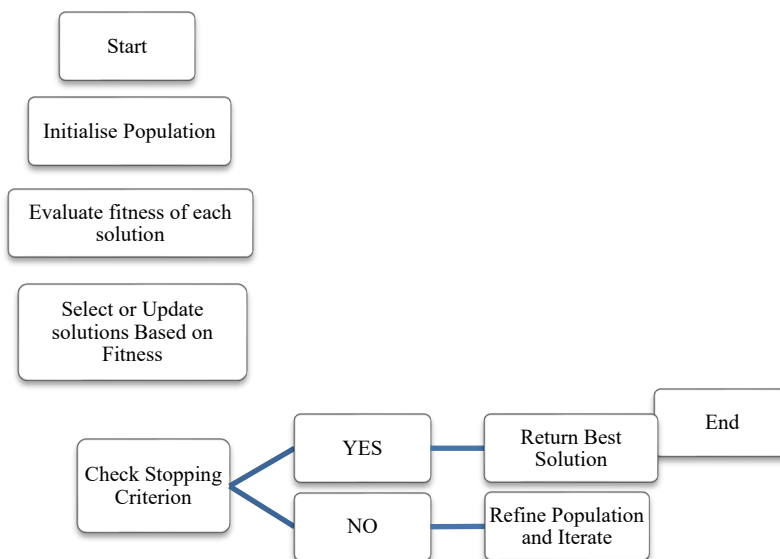 Start
Initialise Population
Evaluate fitness of each
solution
Select or Update
solutions Based on
Fitness
Check Stopping
Criterion
YES
Return Best
Solution
End
NO
Refine Population
and Iterate